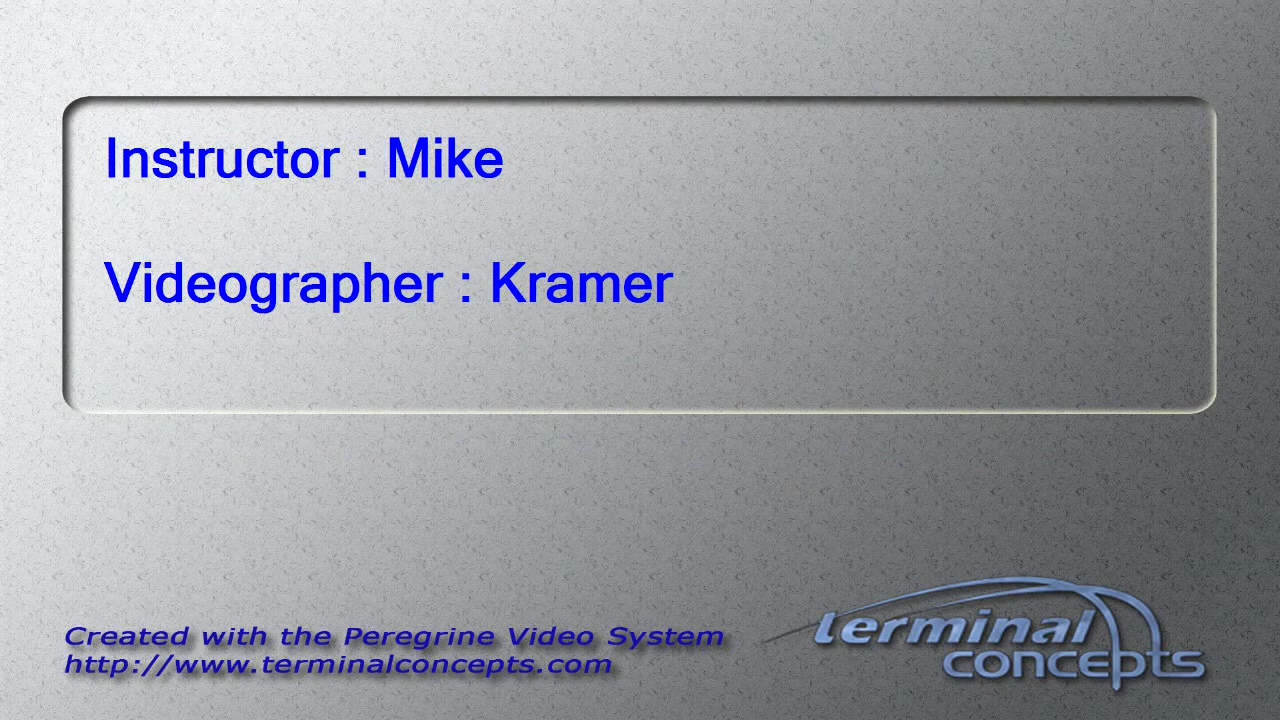 Instructor : Mike
Videographer : Kramer
Created with the Peregrine Video System
http://www.terminalconcepts.com
terminal
concepts